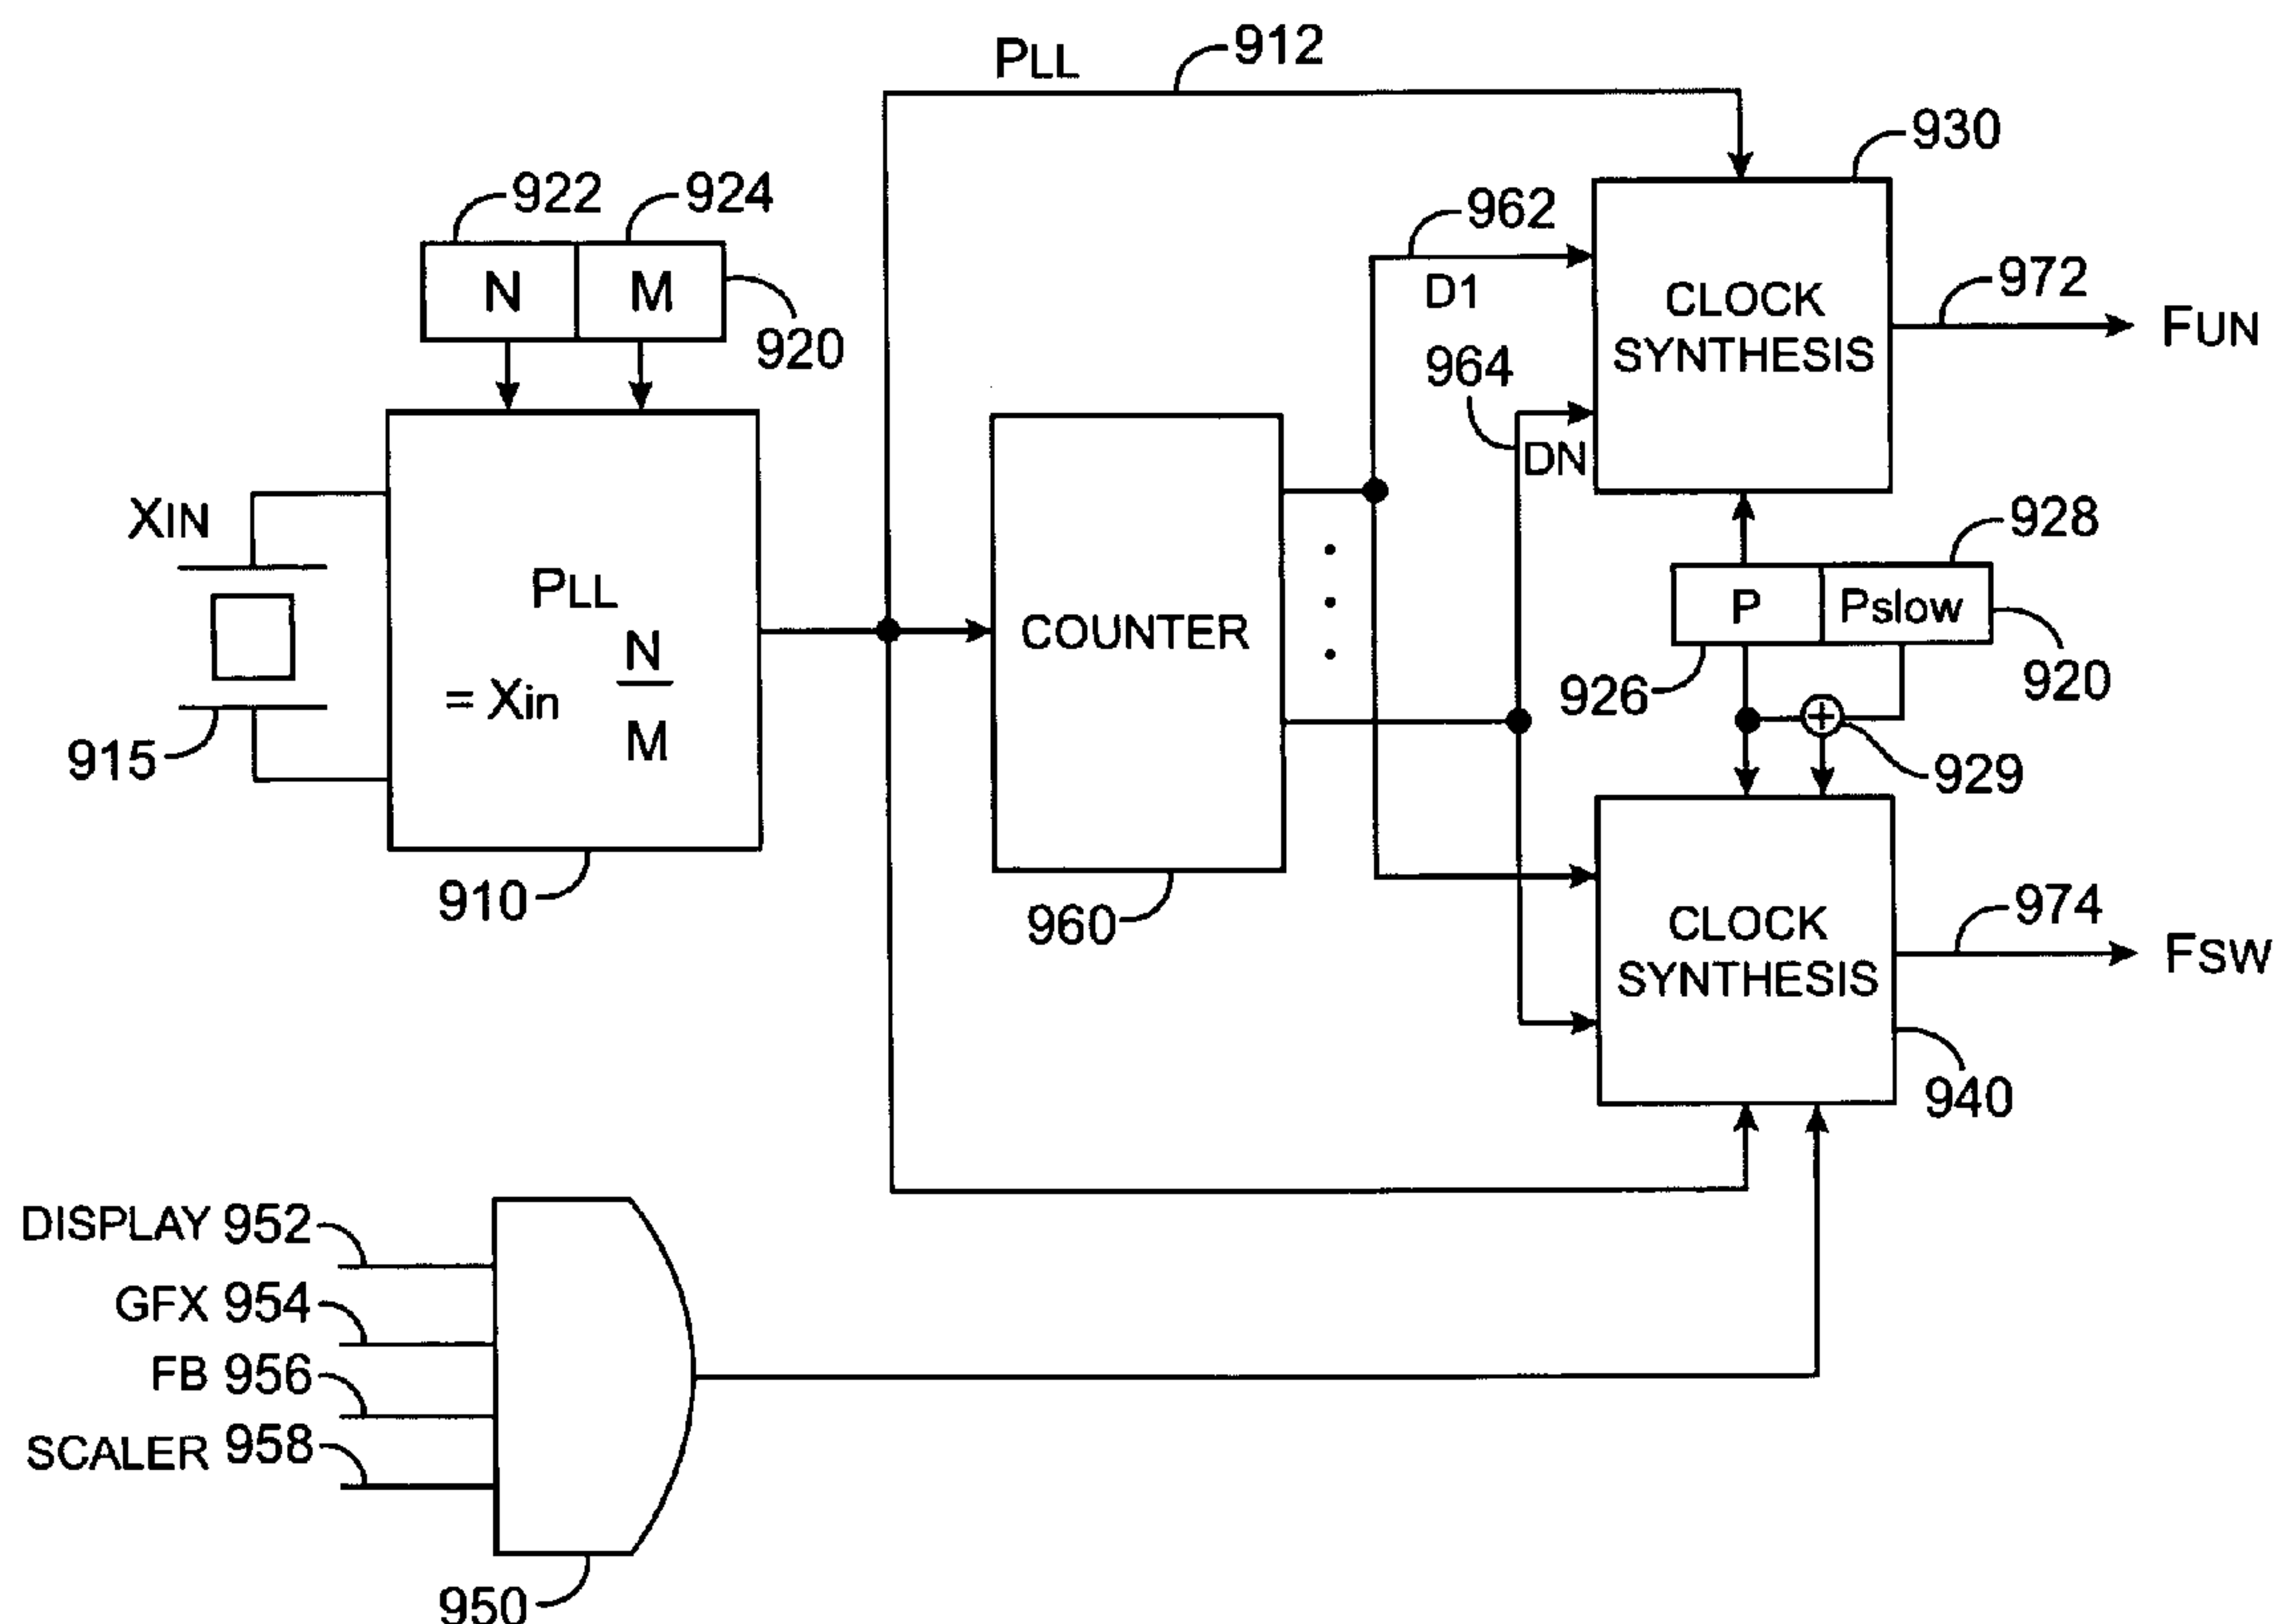 PLL 912
930
922 924
962
N M
D1
972
920
CLOCK
SYNTHESIS
FUN
964
DN
XIN
928
PLL
= Xin N
M
COUNTER
P Pslow
926
920
915
929
910
960
CLOCK
SYNTHESIS
974
FSW
940
DISPLAY 952
GFX 954
FB 956
SCALER 958
950